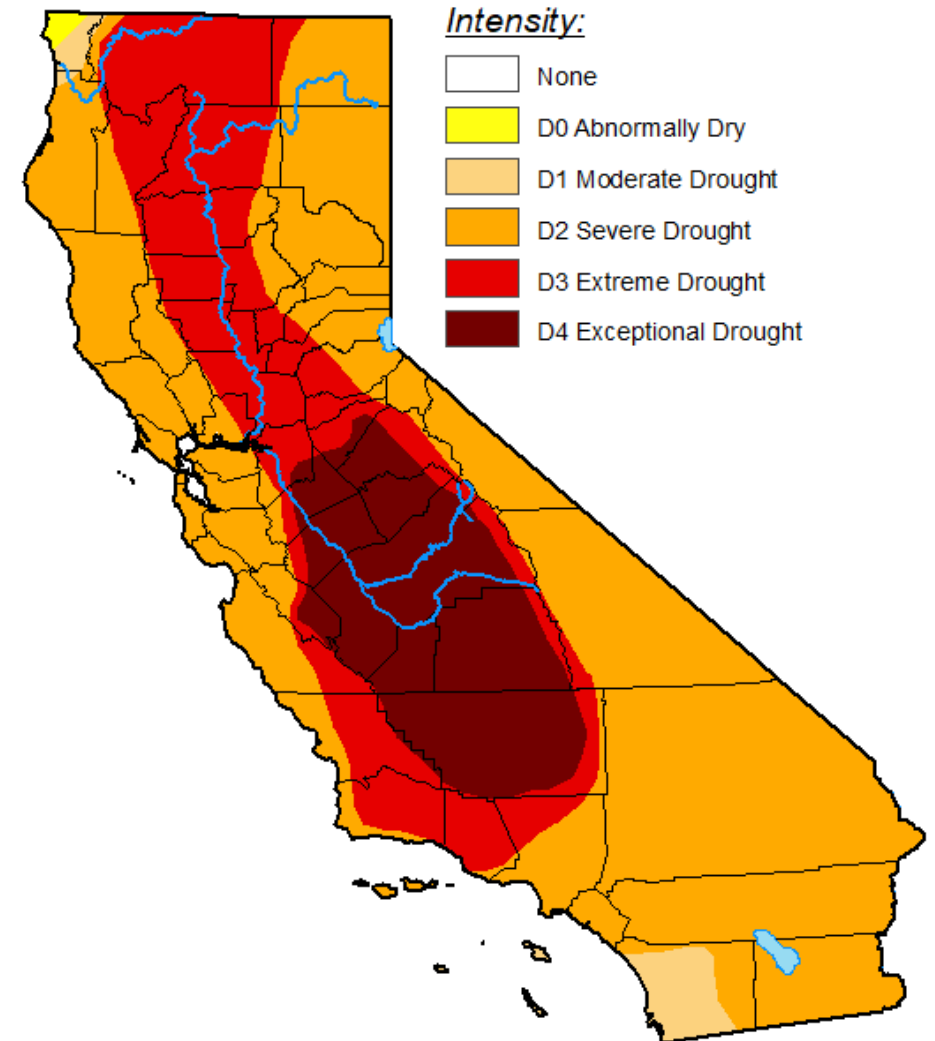 Intensity:
None
D0 Abnormally Dry
D1 Moderate Drought
D2 Severe Drought
D3 Extreme Drought
D4 Exceptional Drought